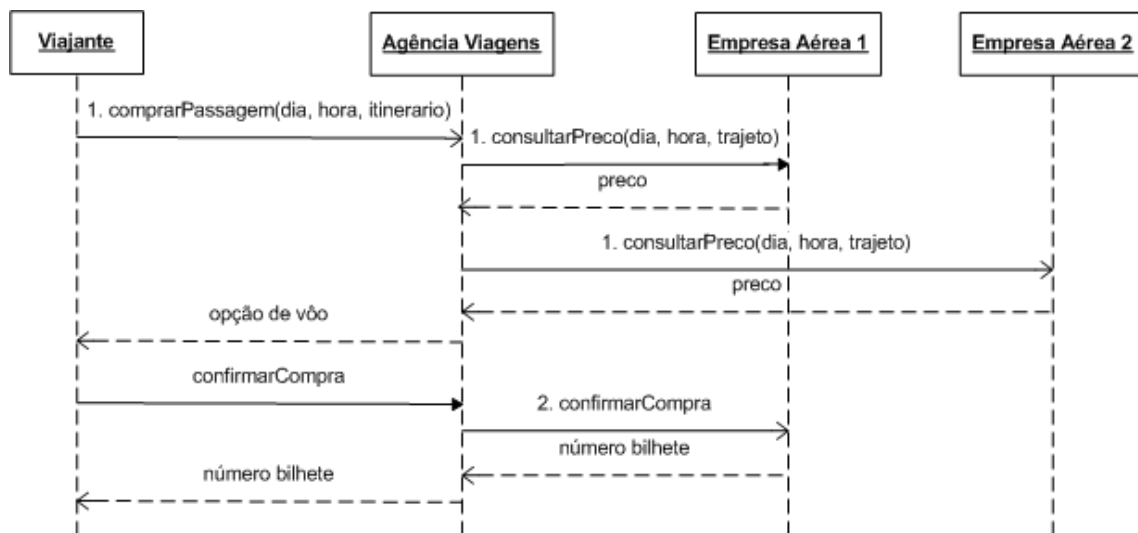 Viajante
Agência Viagens
Empresa Aérea 1
Empresa Aérea 2
1. comprarPassagem(dia, hora, itinerario)
1. consultarPreco(dia, hora, trajeto)
preco
1. consultarPreco(dia, hora, trajeto)
preco
opção de vôo
confirmarCompra
2. confirmarCompra
número bilhete
número bilhete